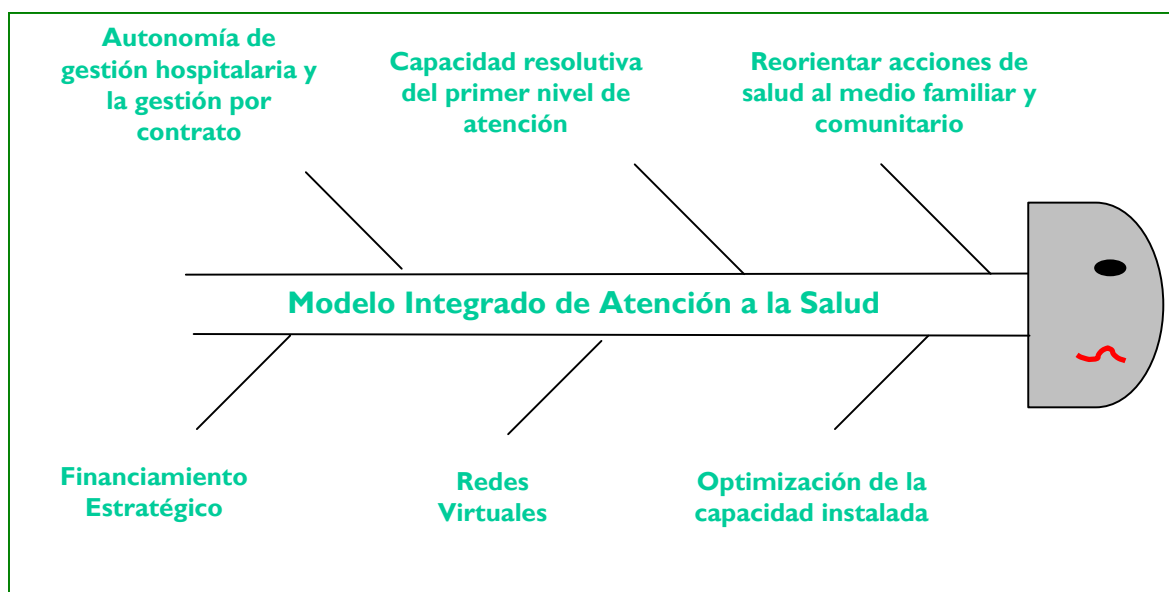 Autonomía de
gestión hospitalaria y
la gestión por
contrato
Capacidad resolutiva
del primer nivel de
atención
Reorientar acciones de
salud al medio familiar y
comunitario
Modelo Integrado de Atención a la Salud
Financiamiento
Estratégico
Redes
Virtuales
Optimización de la
capacidad instalada